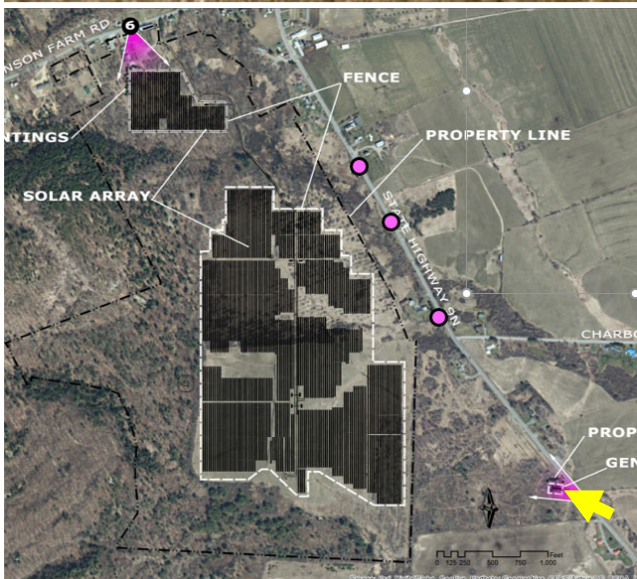 6
NSON FARM RD
FENCE
NTINGS
PROPERTY LINE
SOLAR ARRAY
STATE HIGHWAY 9N
CHARBO
PROP
GEN
0 125 250 500 750 1,000
Feet